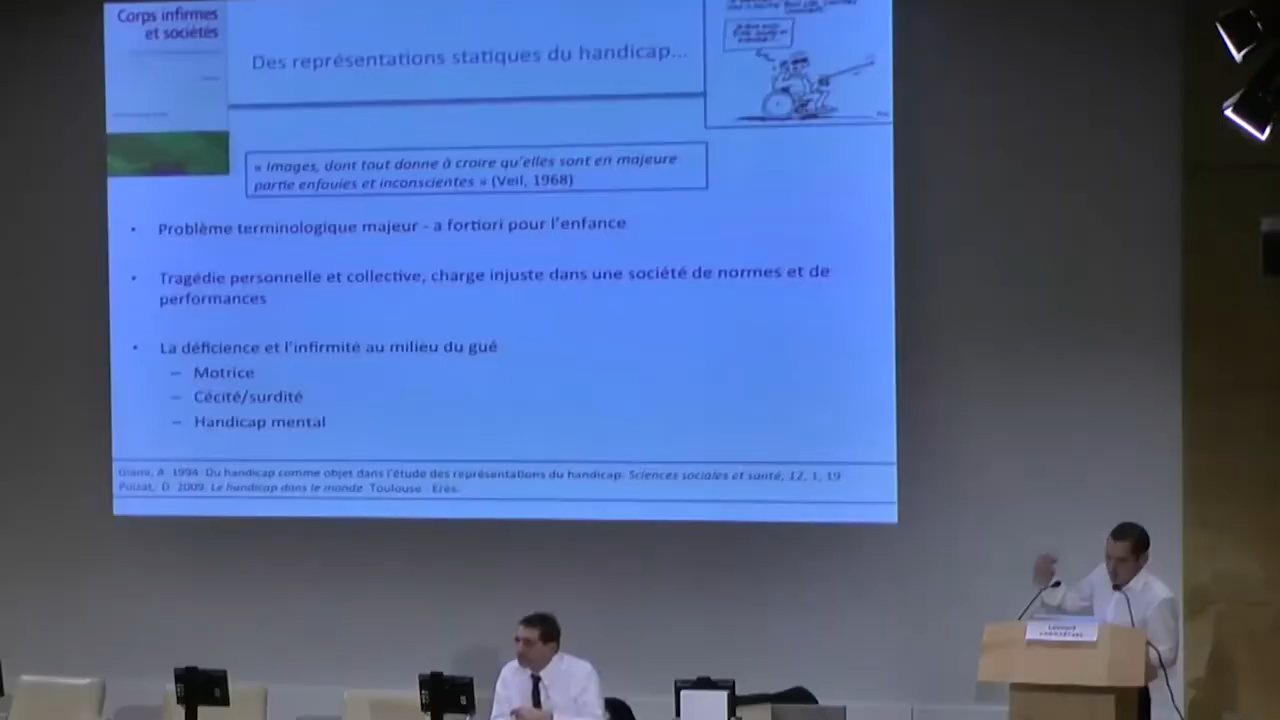 Corps infirmes
et sociétés
Des représentations statiques du handicap...
« Images, dont tout donne à croire qu'elles sont en majeure
partie enfouies et inconscientes » (Veil, 1968)
• Problème terminologique majeur - a fortiori pour l'enfance
• Tragédie personnelle et collective, charge injuste dans une société de normes et de
performances
• La déficience et l'infirmité au milieu du gué
– Motrice
– Cécité/surdité
– Handicap mental
Giami, A. 1994. Du handicap comme objet dans l'étude des représentations du handicap. Sciences sociales et santé, 12, 1, 19
Poizat, D. 2009. Le handicap dans le monde. Toulouse : Erès.